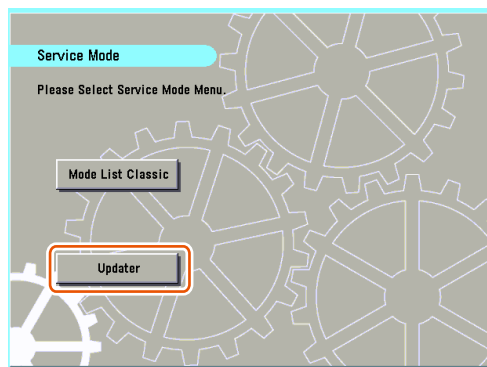 Service Mode
Please Select Service Mode Menu.
Mode List Classic
Updater